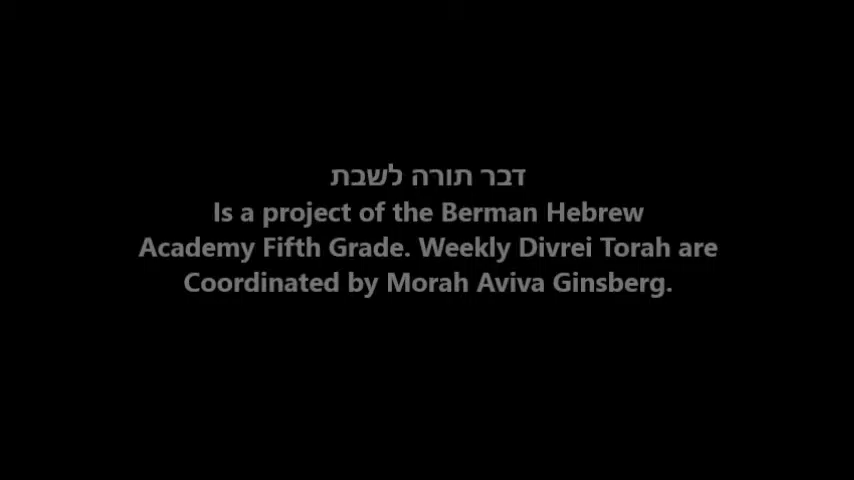 דבר תורה לשבת
Is a project of the Berman Hebrew
Academy Fifth Grade. Weekly Divrei Torah are
Coordinated by Morah Aviva Ginsberg.